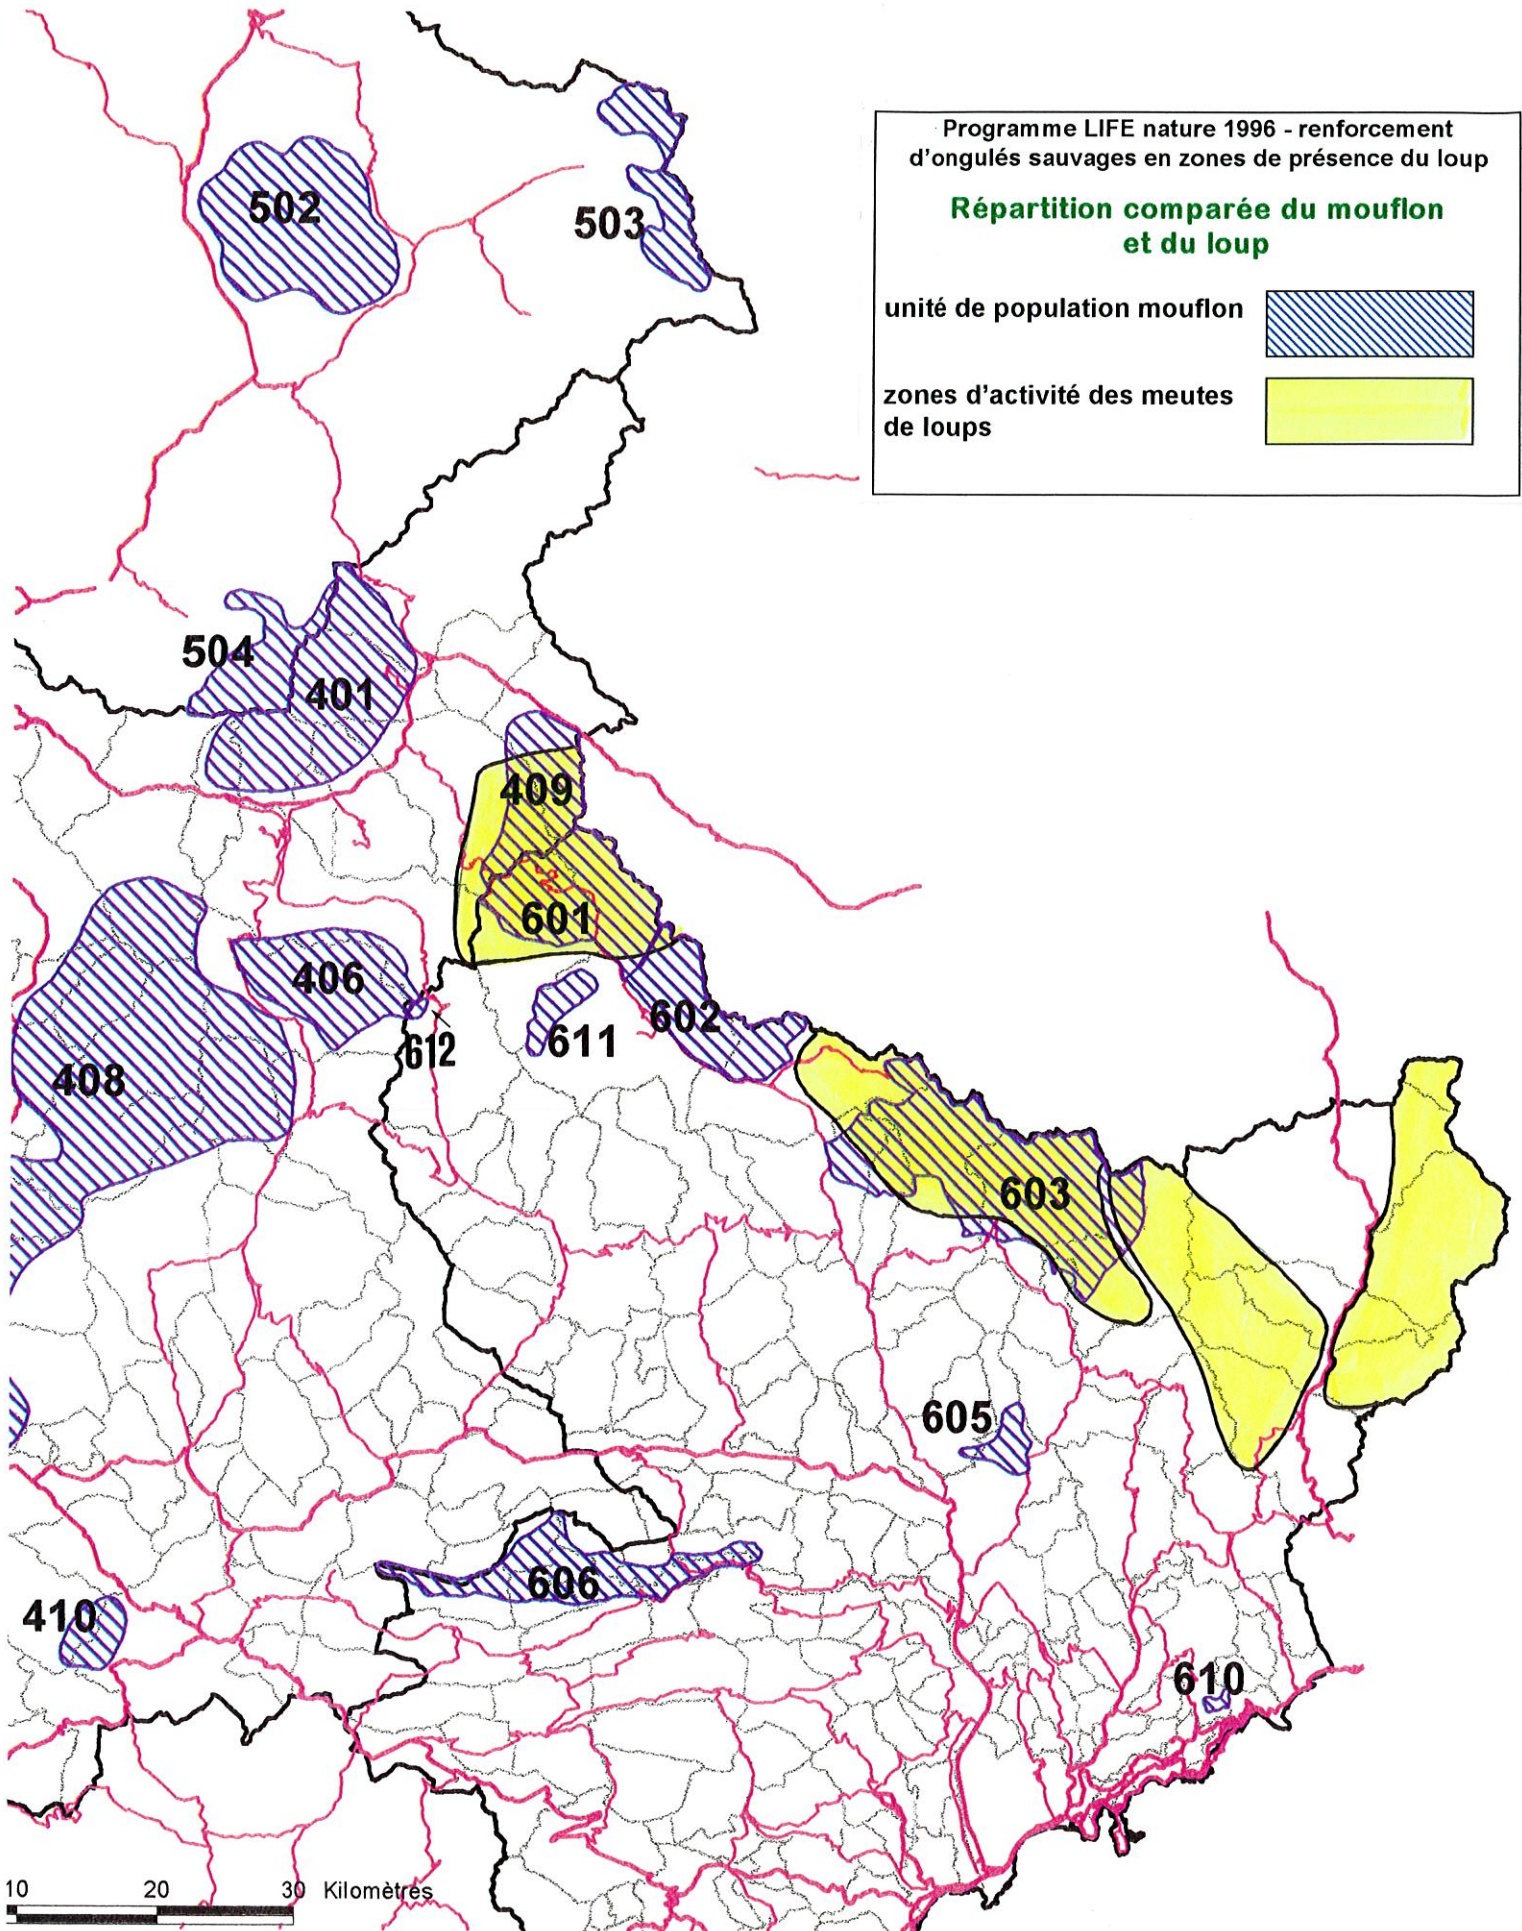 Programme LIFE nature 1996 - renforcement
d'ongulés sauvages en zones de présence du loup
Répartition comparée du mouflon
et du loup
unité de population mouflon
zones d'activité des meutes
de loups
502
503
504
401
409
601
406
602
611
612
408
603
605
606
410
610
10 20 30 Kilomètres